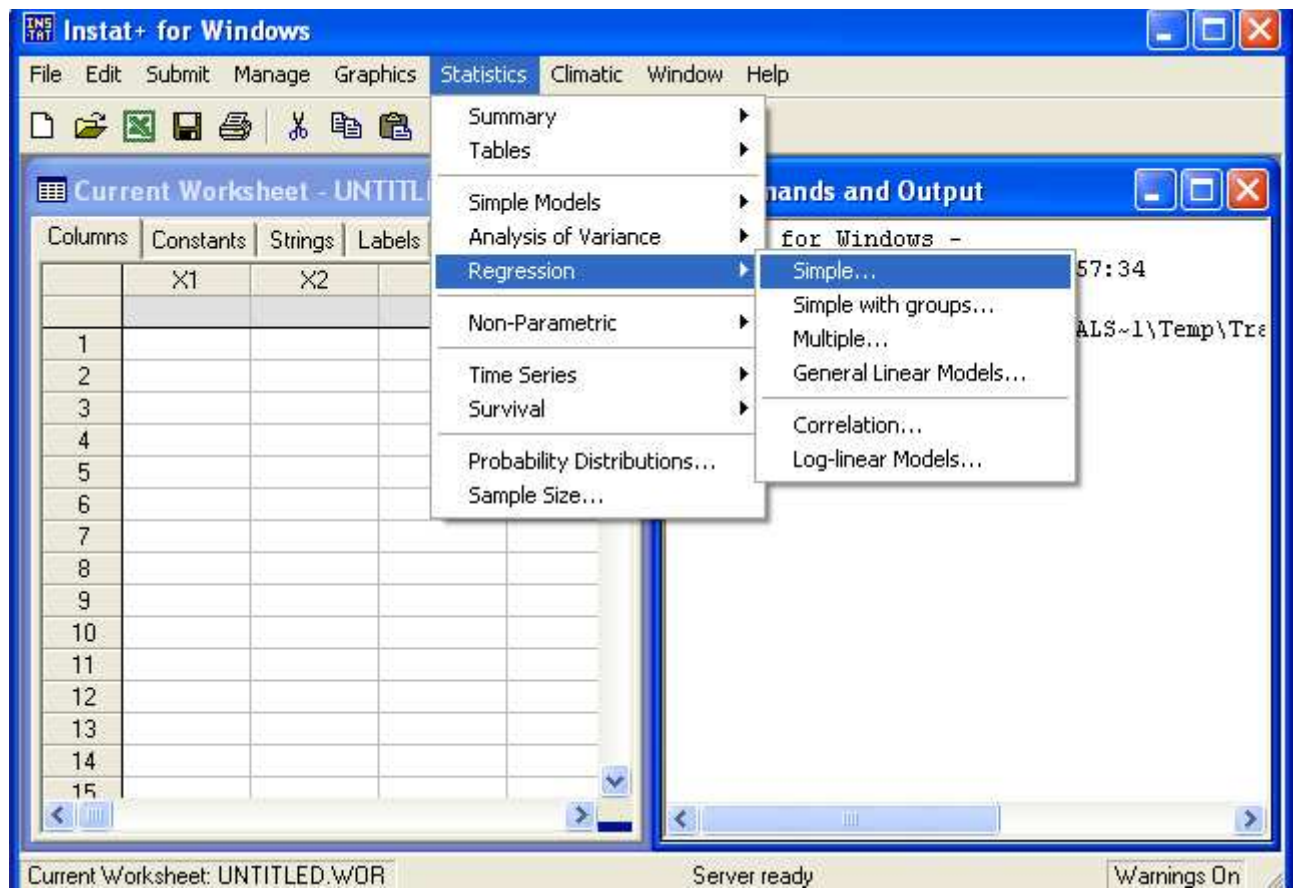 INS TAT Instat+ for Windows
File Edit Submit Manage Graphics Statistics Climatic Window Help
Summary
Tables
Simple Models
Analysis of Variance
Regression
Non-Parametric
Time Series
Survival
Probability Distributions...
Sample Size...
Simple...
Simple with groups...
Multiple...
General Linear Models...
Correlation...
Log-linear Models...
Current Worksheet - UNTITL
Columns Constants Strings Labels
X1 X2
1
2
3
4
5
6
7
8
9
10
11
12
13
14
15
mands and Output
for Windows -
57:34
ALS~1\Temp\Tra
Current Worksheet: UNTITLED.WOR Server ready Warnings On